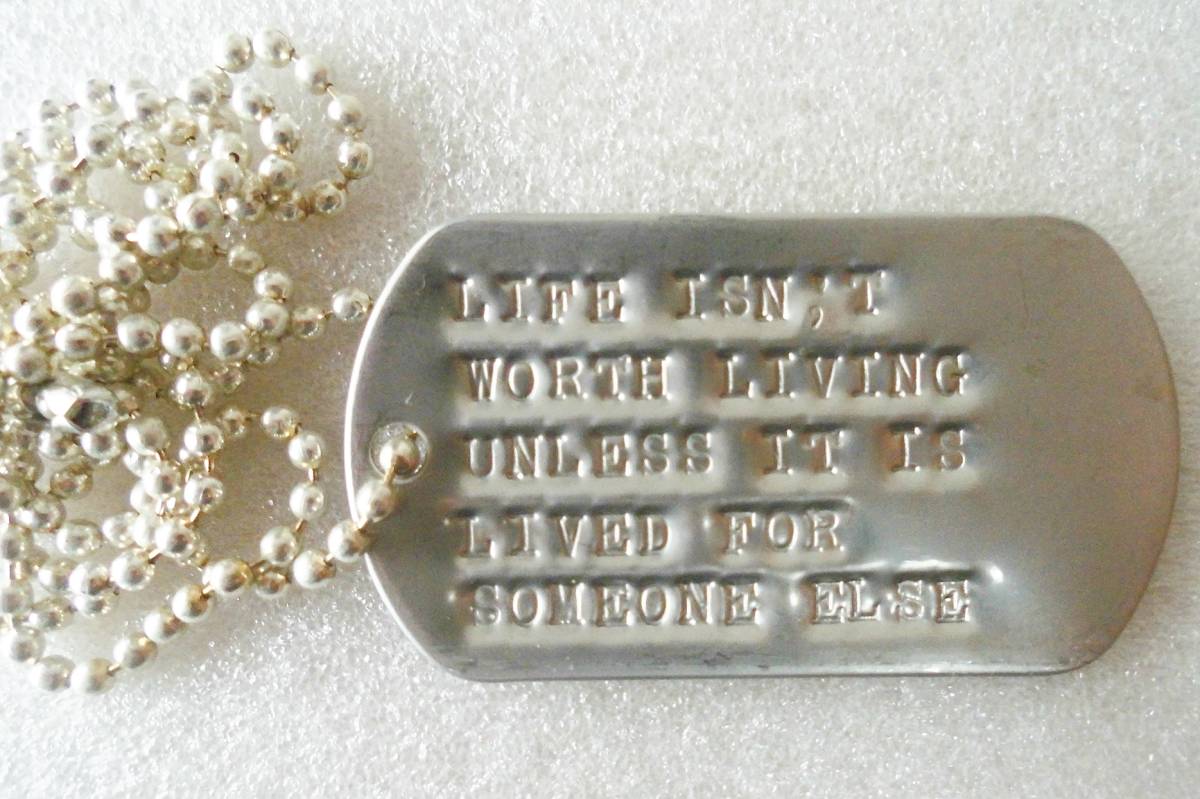 LIFE ISN;T
WORTH LIVING
UNLESS IT IS
LIVED FOR
SOMEONE ELSE